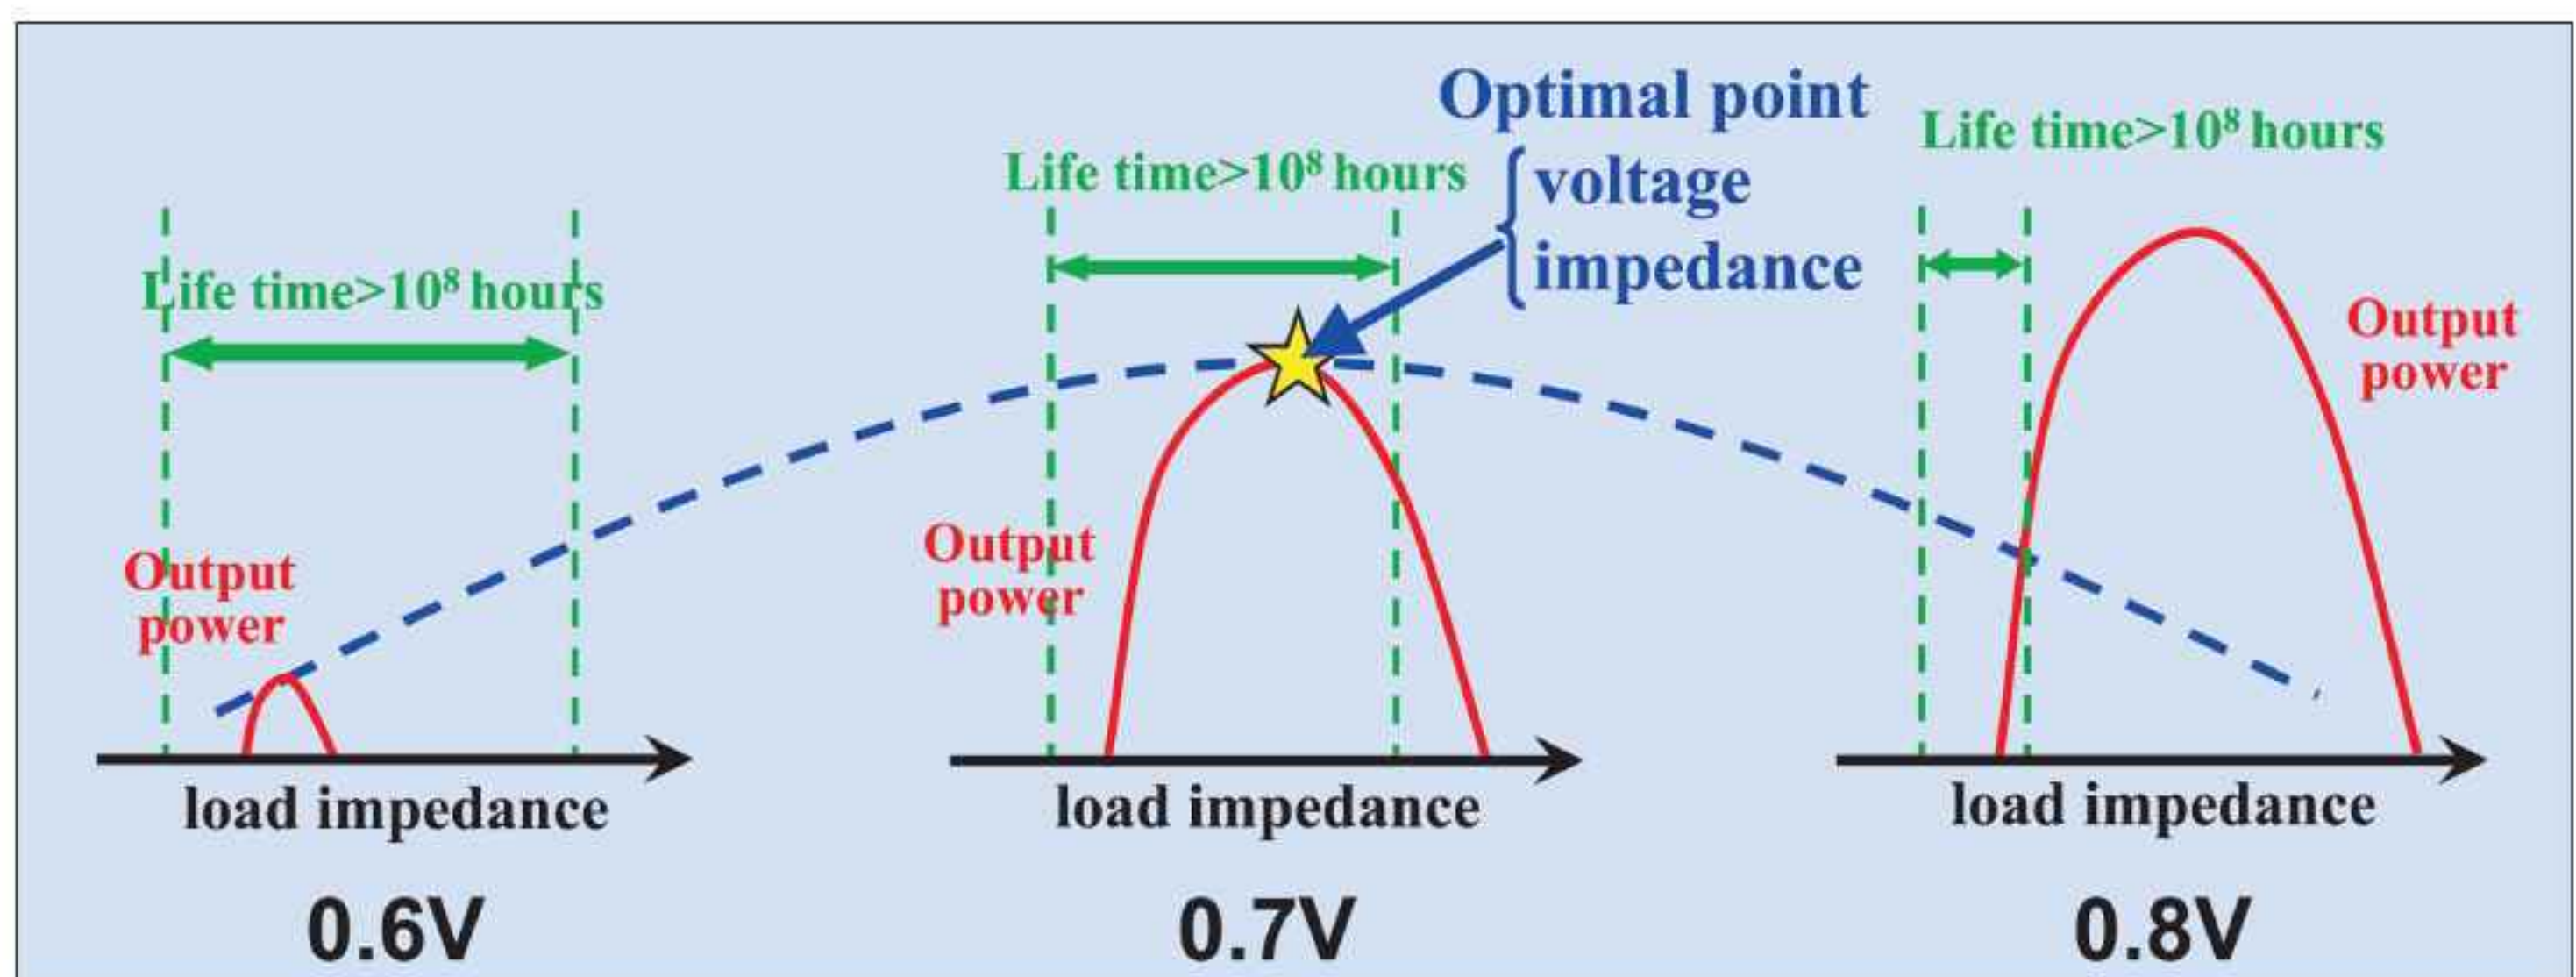 Life time>10⁸ hours
Output
power
load impedance
0.6V
Life time>10⁸ hours
Optimal point
voltage
impedance
Output
power
load impedance
0.7V
Life time>10⁸ hours
Output
power
load impedance
0.8V